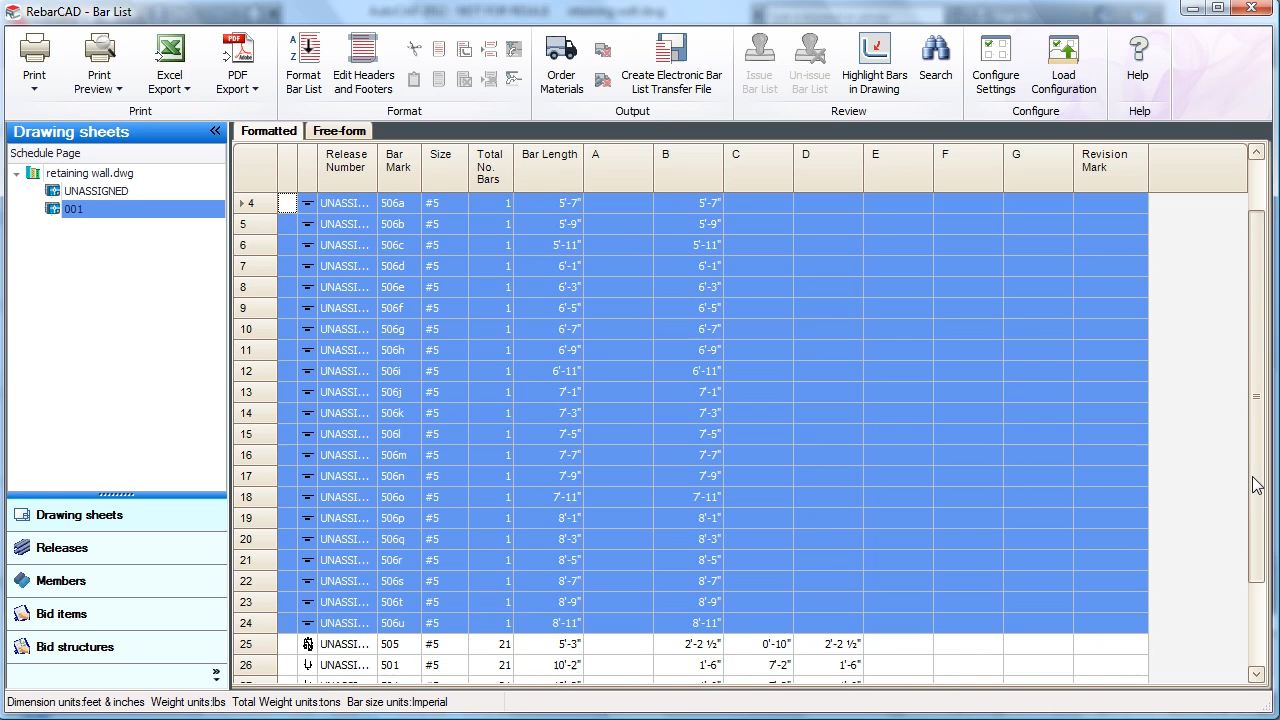 RebarCAD - Bar List
Print
Print Preview
Excel Export
PDF Export
Print
Format Bar List
Edit Headers and Footers
Format
Order Materials
Create Electronic Bar List Transfer File
Output
Issue Bar List
Un-issue Bar List
Highlight Bars in Drawing
Search
Review
Configure Settings
Load Configuration
Configure
Help
Help
Drawing sheets
Schedule Page
retaining wall.dwg
UNASSIGNED
001
Drawing sheets
Releases
Members
Bid items
Bid structures
Formatted Free-form
Release Number Bar Mark Size Total No. Bars Bar Length A B C D E F G Revision Mark
4 UNASSI... 506a #5 1 5'-7" 5'-7"
5 UNASSI... 506b #5 1 5'-9" 5'-9"
6 UNASSI... 506c #5 1 5'-11" 5'-11"
7 UNASSI... 506d #5 1 6'-1" 6'-1"
8 UNASSI... 506e #5 1 6'-3" 6'-3"
9 UNASSI... 506f #5 1 6'-5" 6'-5"
10 UNASSI... 506g #5 1 6'-7" 6'-7"
11 UNASSI... 506h #5 1 6'-9" 6'-9"
12 UNASSI... 506i #5 1 6'-11" 6'-11"
13 UNASSI... 506j #5 1 7'-1" 7'-1"
14 UNASSI... 506k #5 1 7'-3" 7'-3"
15 UNASSI... 506l #5 1 7'-5" 7'-5"
16 UNASSI... 506m #5 1 7'-7" 7'-7"
17 UNASSI... 506n #5 1 7'-9" 7'-9"
18 UNASSI... 506o #5 1 7'-11" 7'-11"
19 UNASSI... 506p #5 1 8'-1" 8'-1"
20 UNASSI... 506q #5 1 8'-3" 8'-3"
21 UNASSI... 506r #5 1 8'-5" 8'-5"
22 UNASSI... 506s #5 1 8'-7" 8'-7"
23 UNASSI... 506t #5 1 8'-9" 8'-9"
24 UNASSI... 506u #5 1 8'-11" 8'-11"
25 UNASSI... 505 #5 21 5'-3" 2'-2 ½" 0'-10" 2'-2 ½"
26 UNASSI... 501 #5 21 10'-2" 1'-6" 7'-2" 1'-6"
Dimension units:feet & inches Weight units:lbs Total Weight units:tons Bar size units:Imperial